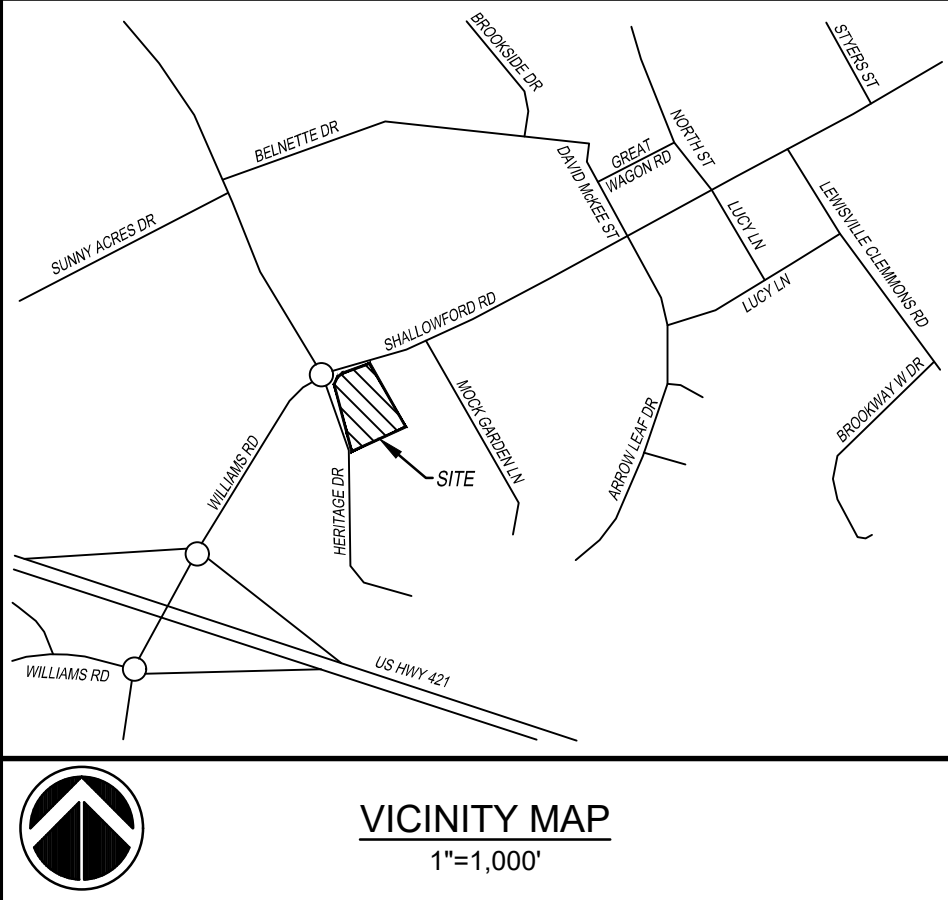 BROOKSIDE DR
STYERS ST
BELNETTE DR
NORTH ST
GREAT
WAGON RD
DAVID McKEE ST
SUNNY ACRES DR
LUCY LN
LEWISVILLE CLEMMONS RD
LUCY LN
SHALLOWFORD RD
MOCK GARDEN LN
BROOKWAY W DR
ARROW LEAF DR
WILLIAMS RD
SITE
HERITAGE DR
WILLIAMS RD
US HWY 421
VICINITY MAP
1"=1,000'